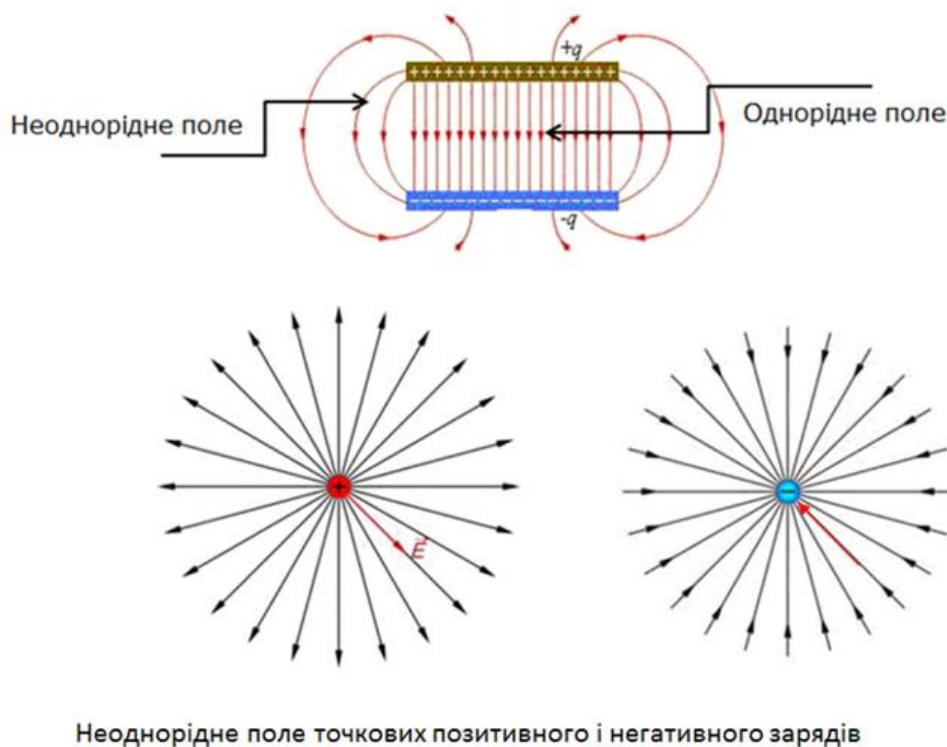 +q
Неоднорідне поле
Однорідне поле
-q
+
E
−
Неоднорідне поле точкових позитивного і негативного зарядів